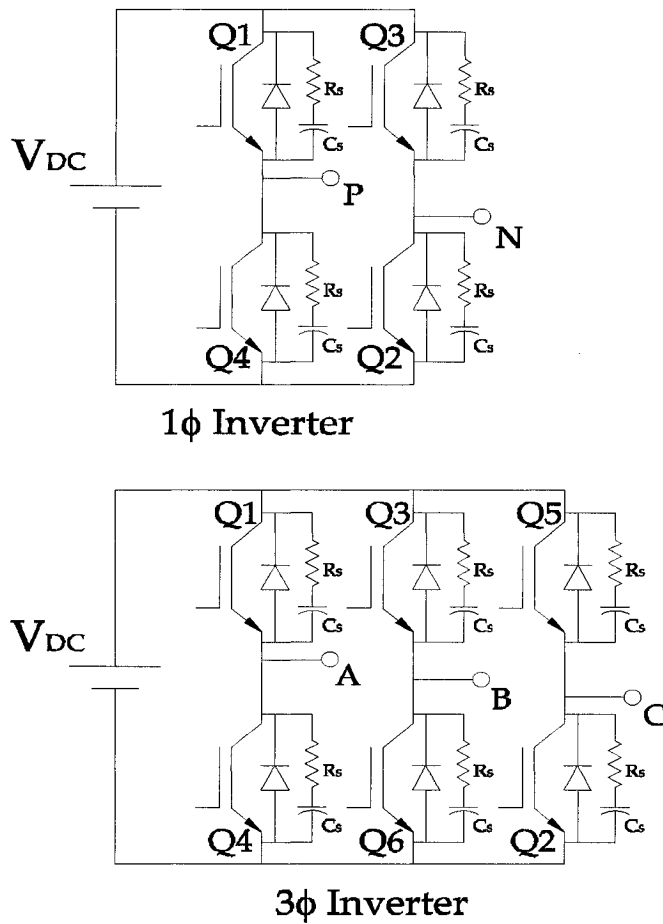 Q1 Q3
Rs Rs
Cs Cs
VDC
P
N
Rs Rs
Cs Cs
Q4 Q2
1ϕ Inverter
Q1 Q3 Q5
Rs Rs Rs
Cs Cs Cs
VDC
A
B
C
Rs Rs Rs
Cs Cs Cs
Q4 Q6 Q2
3ϕ Inverter